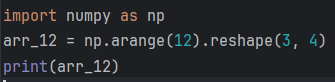 import numpy as np
arr_12 = np.arange(12).reshape(3, 4)
print(arr_12)